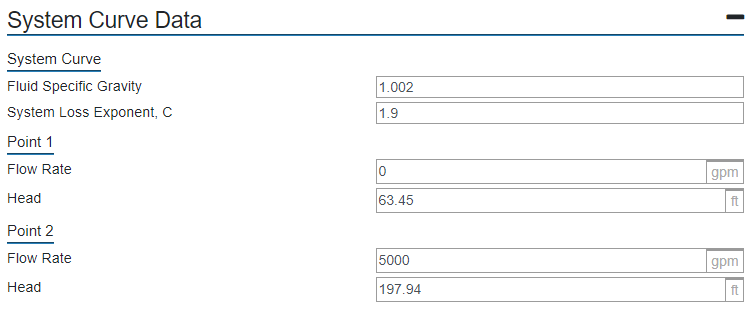 System Curve Data
System Curve
Fluid Specific Gravity 1.002
System Loss Exponent, C 1.9
Point 1
Flow Rate 0 gpm
Head 63.45 ft
Point 2
Flow Rate 5000 gpm
Head 197.94 ft